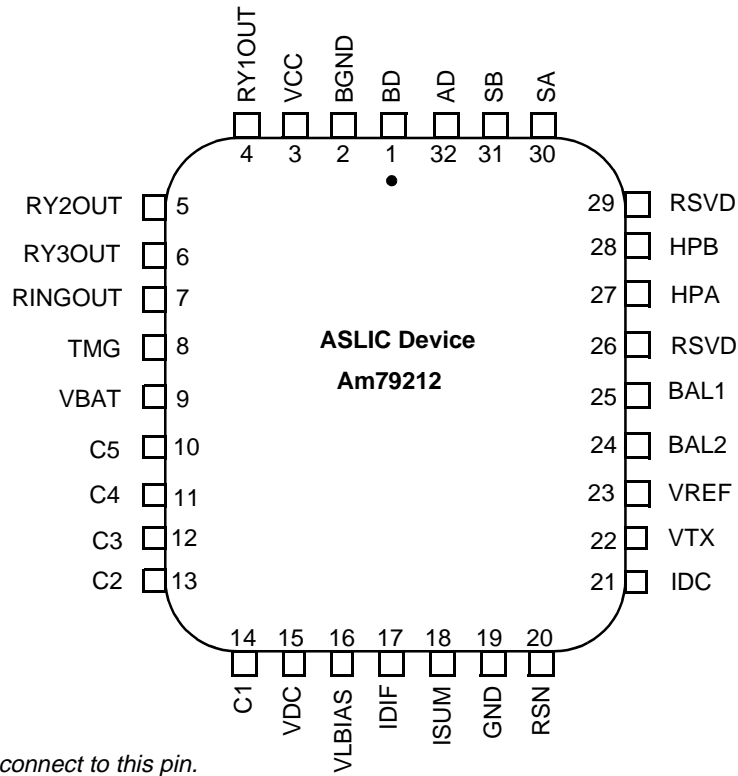 RY1OUT VCC BGND BD AD SB SA
4 3 2 1 32 31 30
RY2OUT 5 29 RSVD
RY3OUT 6 28 HPB
RINGOUT 7 27 HPA
TMG 8 ASLIC Device 26 RSVD
Am79212
VBAT 9 25 BAL1
C5 10 24 BAL2
C4 11 23 VREF
C3 12 22 VTX
C2 13 21 IDC
14 15 16 17 18 19 20
C1 VDC VLBIAS IDIF ISUM GND RSN
connect to this pin.